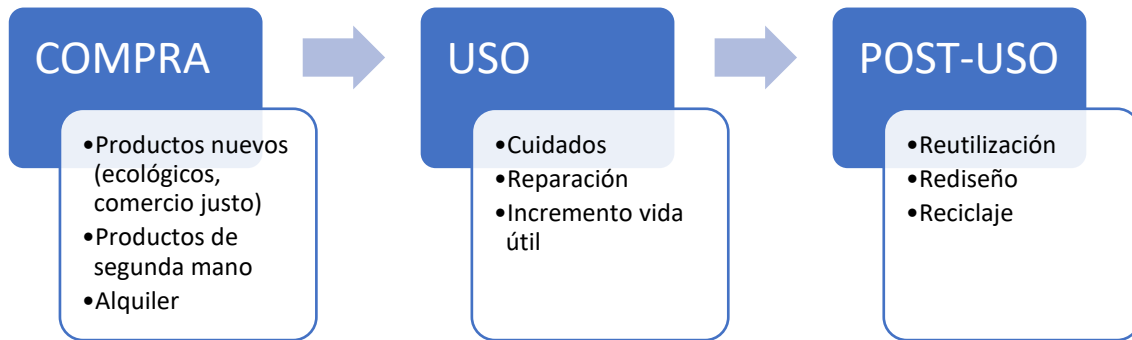 COMPRA
•Productos nuevos
(ecológicos,
comercio justo)
•Productos de
segunda mano
•Alquiler
USO
•Cuidados
•Reparación
•Incremento vida
útil
POST-USO
•Reutilización
•Rediseño
•Reciclaje